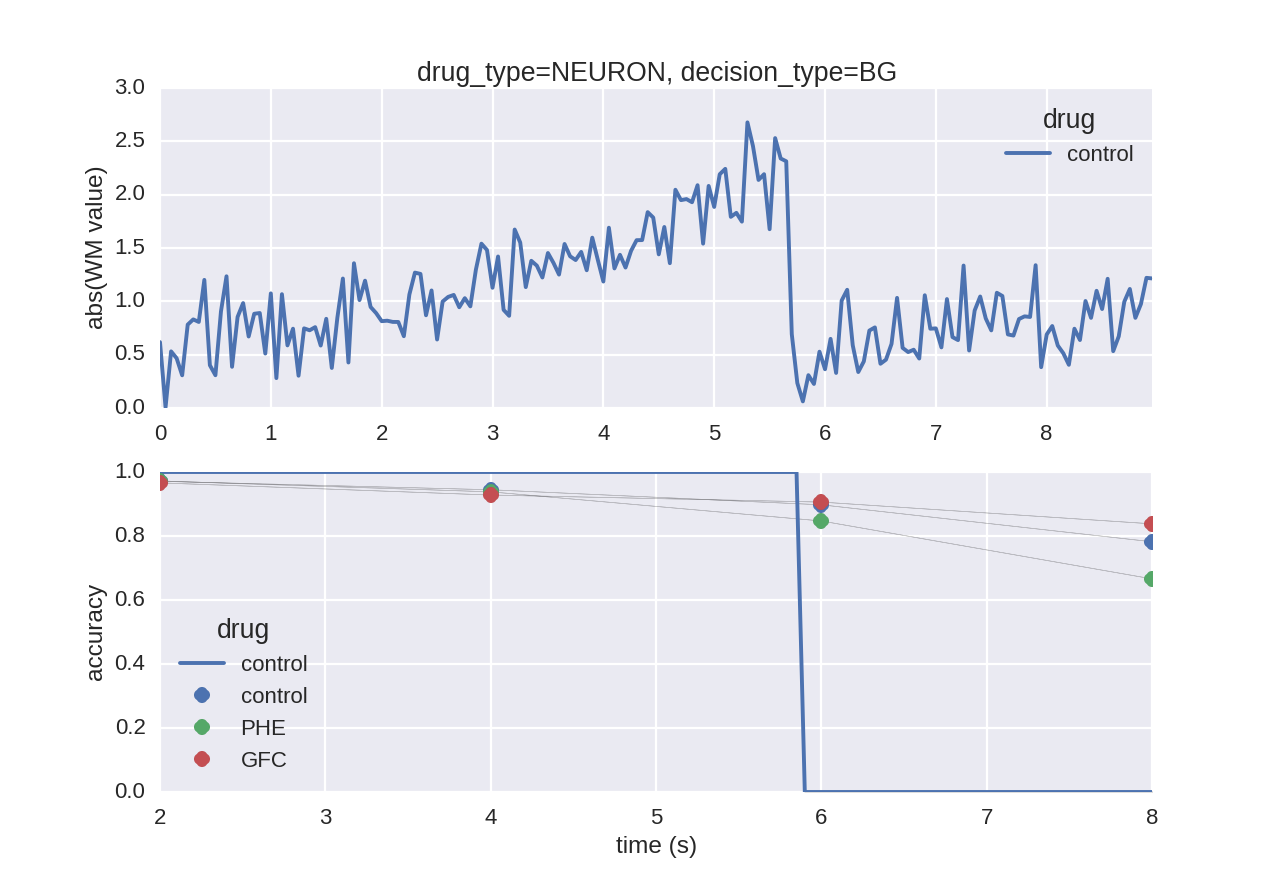 drug_type=NEURON, decision_type=BG
3.0
2.5
2.0
1.5
1.0
0.5
0.0
abs(WM value)
drug
control
0 1 2 3 4 5 6 7 8
1.0
0.8
0.6
0.4
0.2
0.0
accuracy
drug
control
control
PHE
GFC
2 3 4 5 6 7 8
time (s)